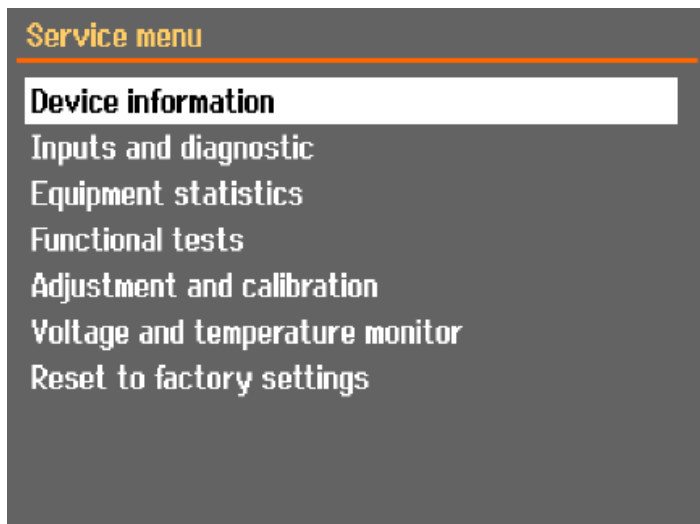 Service menu
Device information
Inputs and diagnostic
Equipment statistics
Functional tests
Adjustment and calibration
Voltage and temperature monitor
Reset to factory settings